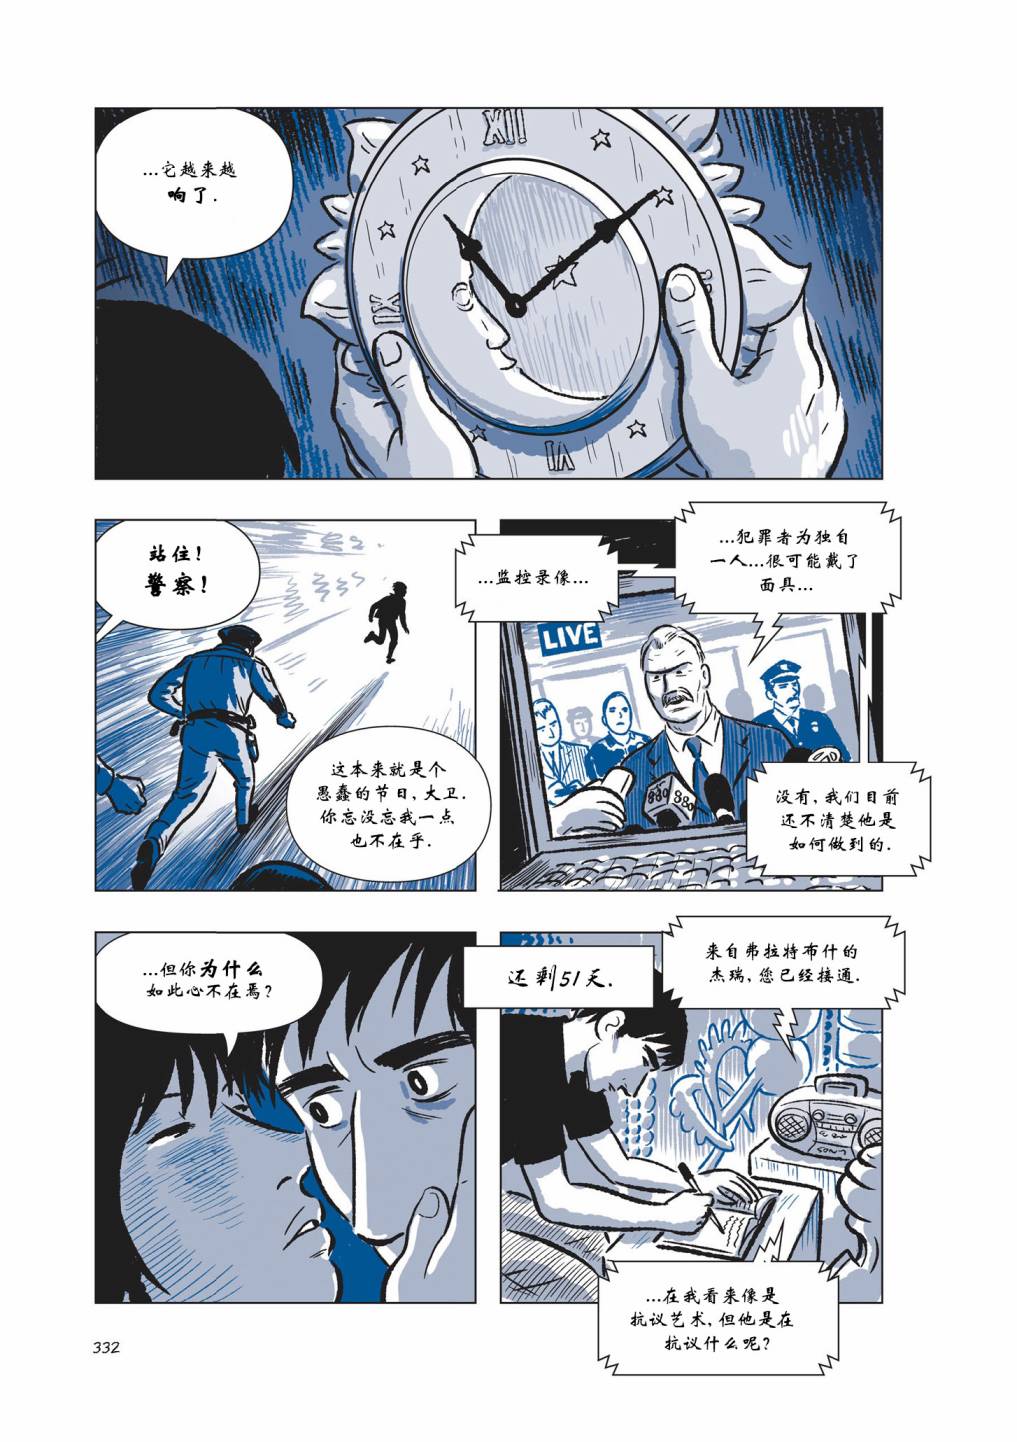 ...它越来越
响了.
XII
IX
VI
站住!
警察!
这本来就是个
愚蠢的节日, 大卫.
你忘没忘我一点
也不在乎.
...监控录像...
...犯罪者为独自
一人...很可能戴了
面具...
LIVE
没有, 我们目前
还不清楚他是
如何做到的.
...但你为什么
如此心不在焉?
还剩51天.
来自弗拉特布什的
杰瑞, 您已经接通.
SONY
...在我看来像是
抗议艺术, 但他是在
抗议什么呢?
332